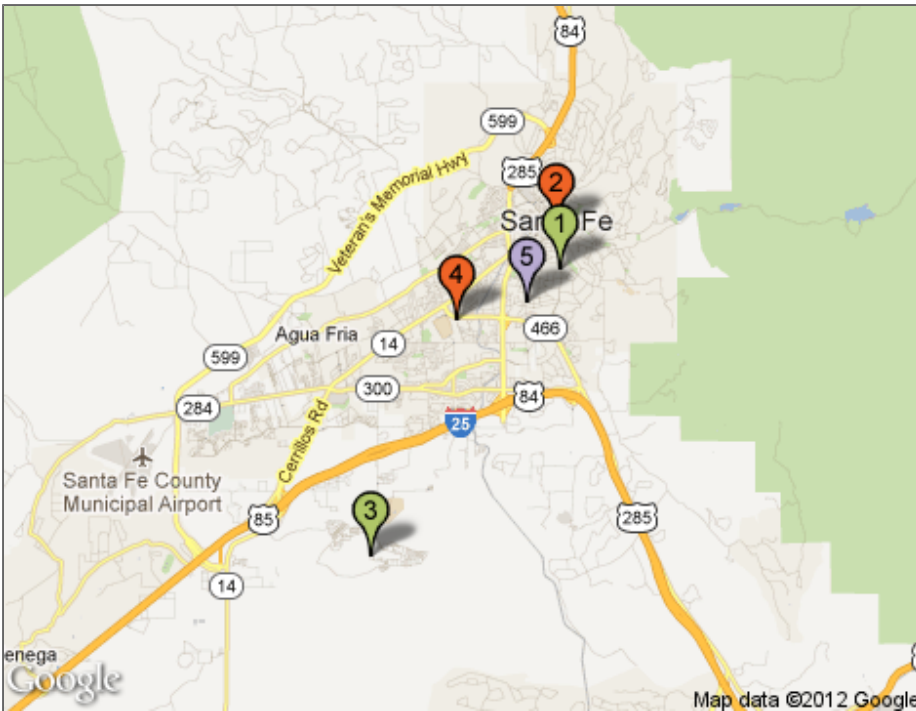 84
599
285
2
Santa Fe
1
Veteran's Memorial Hwy
5
4
Agua Fria
14
466
599
300
84
284
25
Cerrillos Rd
Santa Fe County
Municipal Airport
85
3
285
14
enega
Google
Map data ©2012 Google